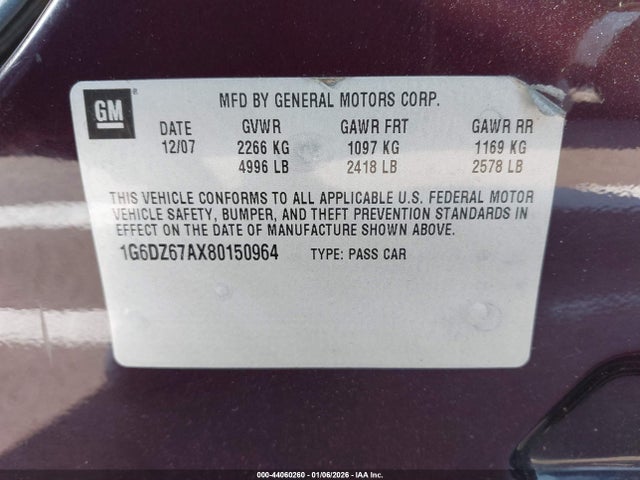 GM
MFD BY GENERAL MOTORS CORP.
DATE GVWR GAWR FRT GAWR RR
12/07 2266 KG 1097 KG 1169 KG
4996 LB 2418 LB 2578 LB
THIS VEHICLE CONFORMS TO ALL APPLICABLE U.S. FEDERAL MOTOR
VEHICLE SAFETY, BUMPER, AND THEFT PREVENTION STANDARDS IN
EFFECT ON THE DATE OF MANUFACTURE SHOWN ABOVE.
1G6DZ67AX80150964 TYPE: PASS CAR
000-44060260 - 01/06/2026 - IAA Inc.